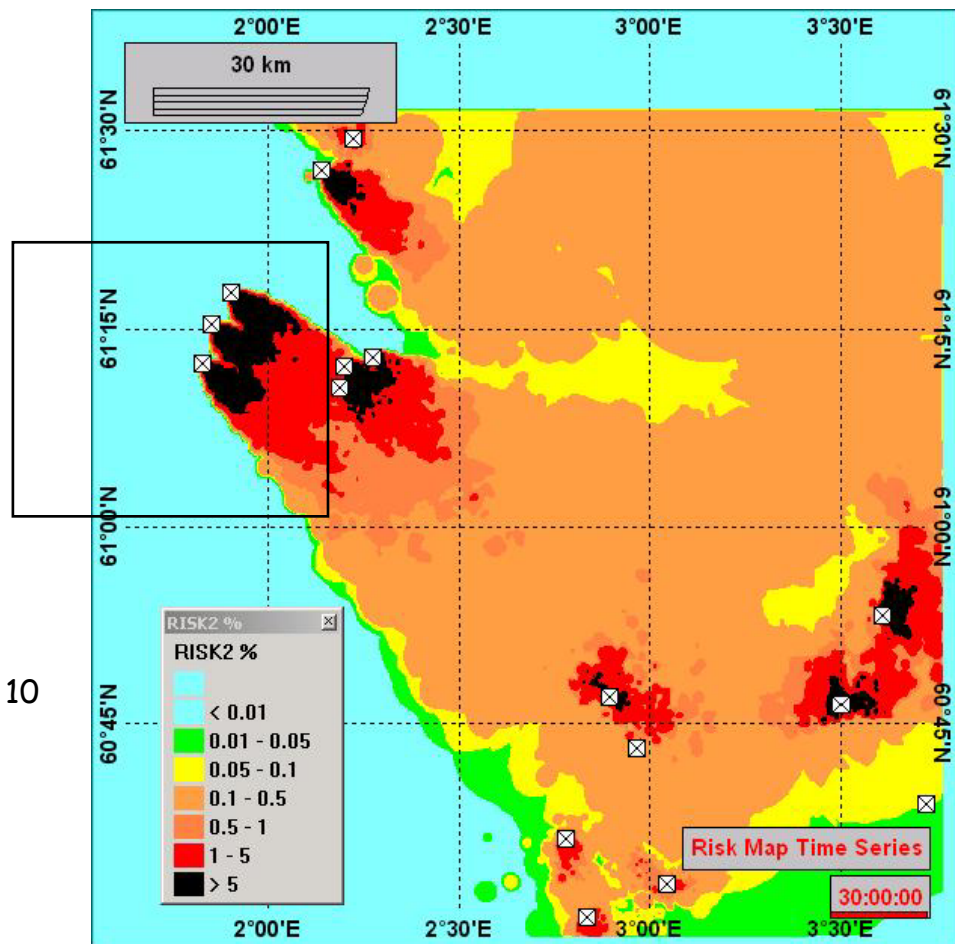 2°00'E 2°30'E 3°00'E 3°30'E
30 km
61°30'N 61°30'N
61°15'N 61°15'N
61°00'N 61°00'N
RISK2 %
RISK2 %
< 0.01
0.01 - 0.05
0.05 - 0.1
0.1 - 0.5
0.5 - 1
1 - 5
> 5
10
60°45'N 60°45'N
Risk Map Time Series
30:00:00
2°00'E 2°30'E 3°00'E 3°30'E